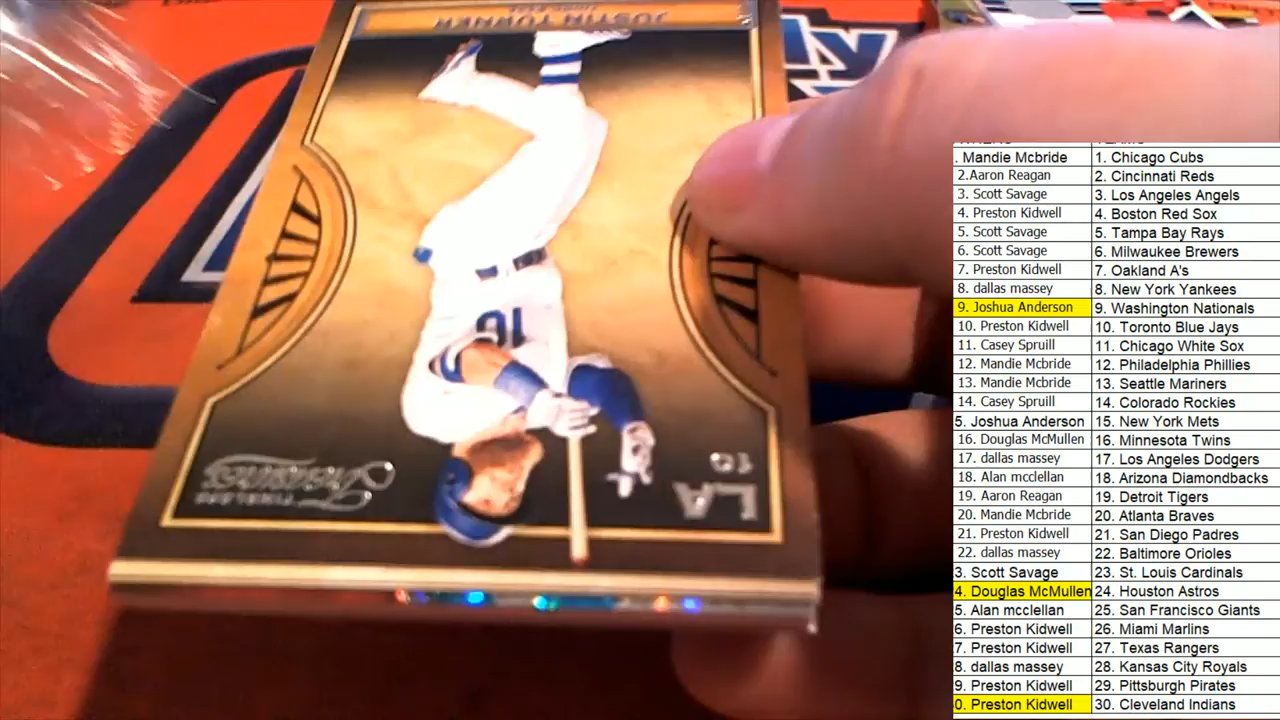 JUSTIN TURNER
10
10
LA
TIMELESS
Treasures
. Mandie Mcbride 1. Chicago Cubs
2.Aaron Reagan 2. Cincinnati Reds
3. Scott Savage 3. Los Angeles Angels
4. Preston Kidwell 4. Boston Red Sox
5. Scott Savage 5. Tampa Bay Rays
6. Scott Savage 6. Milwaukee Brewers
7. Preston Kidwell 7. Oakland A's
8. dallas massey 8. New York Yankees
9. Joshua Anderson 9. Washington Nationals
10. Preston Kidwell 10. Toronto Blue Jays
11. Casey Spruill 11. Chicago White Sox
12. Mandie Mcbride 12. Philadelphia Phillies
13. Mandie Mcbride 13. Seattle Mariners
14. Casey Spruill 14. Colorado Rockies
5. Joshua Anderson 15. New York Mets
16. Douglas McMullen 16. Minnesota Twins
17. dallas massey 17. Los Angeles Dodgers
18. Alan mcclellan 18. Arizona Diamondbacks
19. Aaron Reagan 19. Detroit Tigers
20. Mandie Mcbride 20. Atlanta Braves
21. Preston Kidwell 21. San Diego Padres
22. dallas massey 22. Baltimore Orioles
3. Scott Savage 23. St. Louis Cardinals
4. Douglas McMullen 24. Houston Astros
5. Alan mcclellan 25. San Francisco Giants
6. Preston Kidwell 26. Miami Marlins
7. Preston Kidwell 27. Texas Rangers
8. dallas massey 28. Kansas City Royals
9. Preston Kidwell 29. Pittsburgh Pirates
0. Preston Kidwell 30. Cleveland Indians